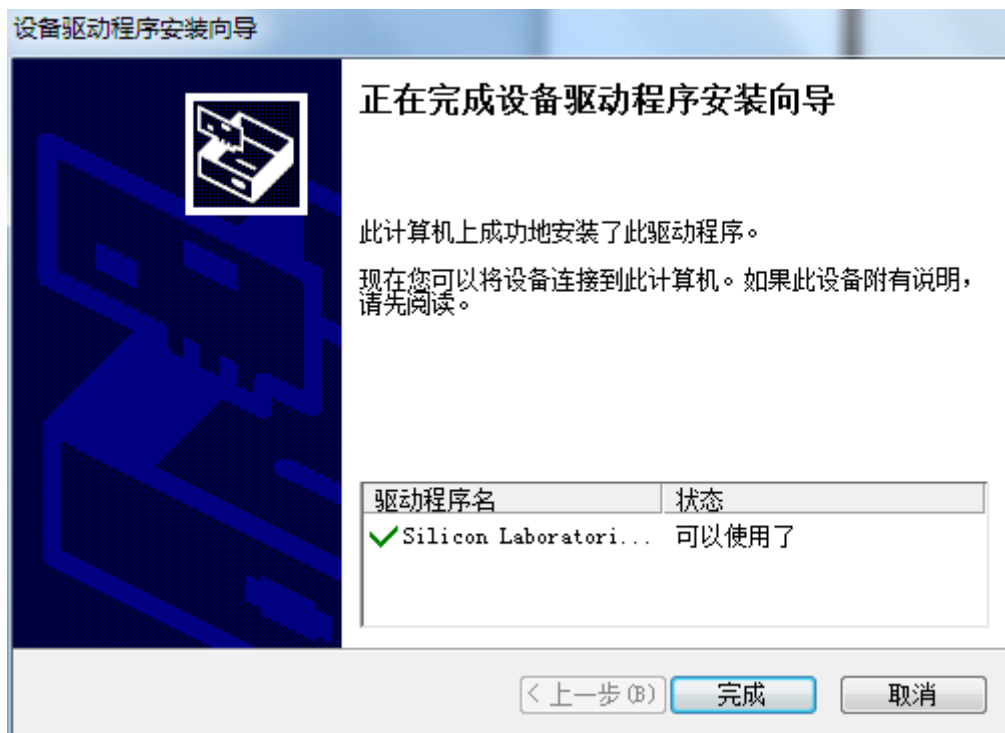 设备驱动程序安装向导
正在完成设备驱动程序安装向导
此计算机上成功地安装了此驱动程序。
现在您可以将设备连接到此计算机。如果此设备附有说明，
请先阅读。
驱动程序名 状态
Silicon Laboratori... 可以使用了
< 上一步(B) 完成 取消